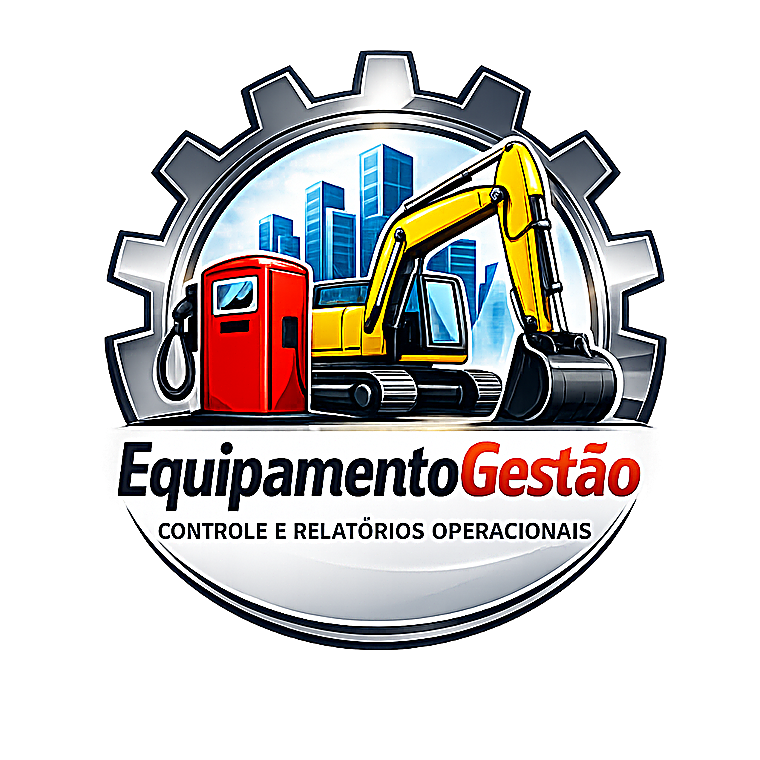 EquipamentoGestão
CONTROLE E RELATÓRIOS OPERACIONAIS